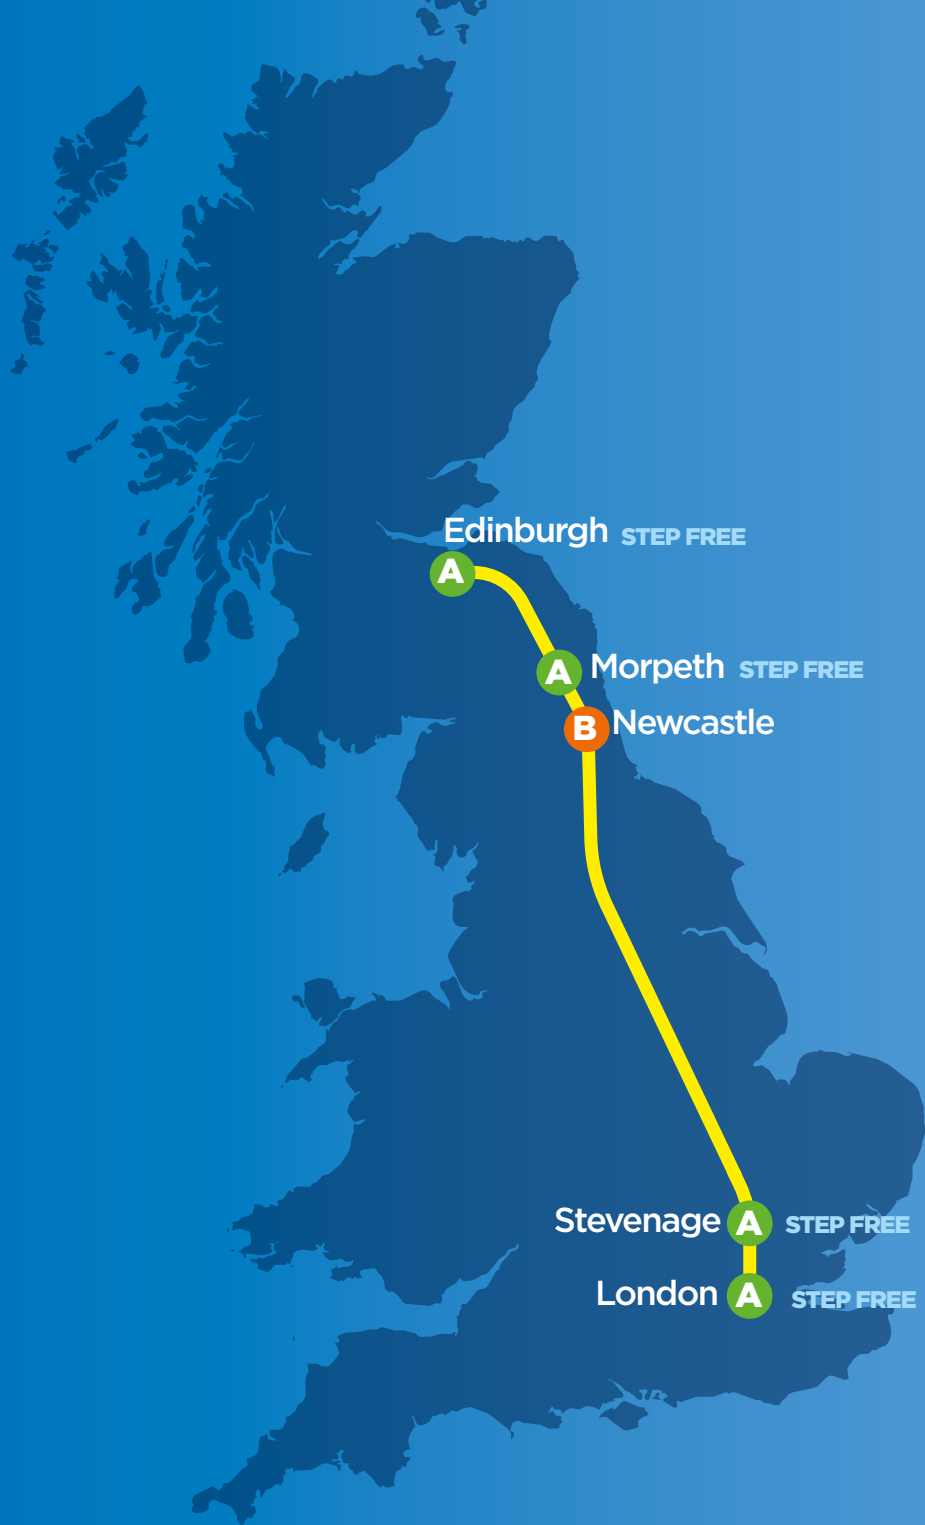 Edinburgh STEP FREE
A
A Morpeth STEP FREE
B Newcastle
Stevenage A STEP FREE
London A STEP FREE